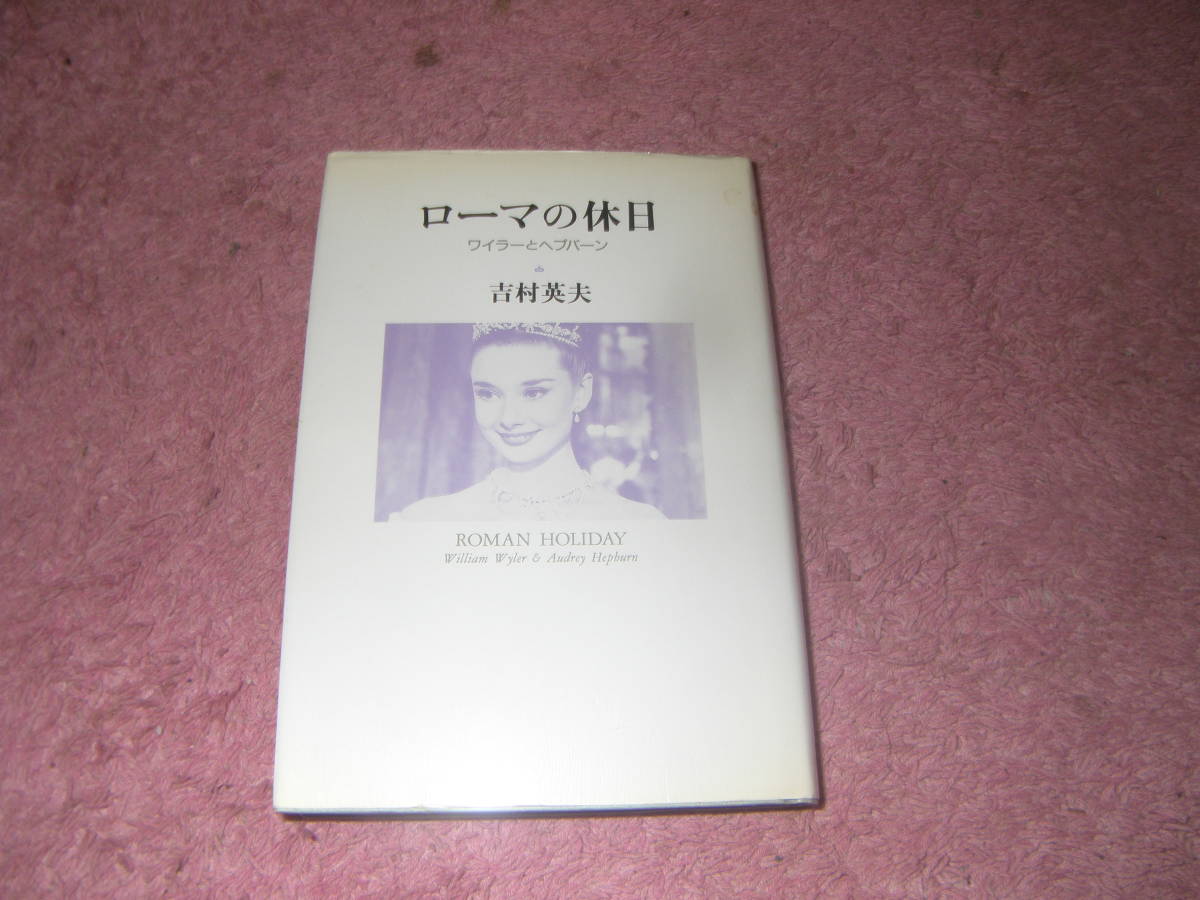 ローマの休日
ワイラーとヘプバーン
吉村英夫
ROMAN HOLIDAY
William Wyler & Audrey Hepburn